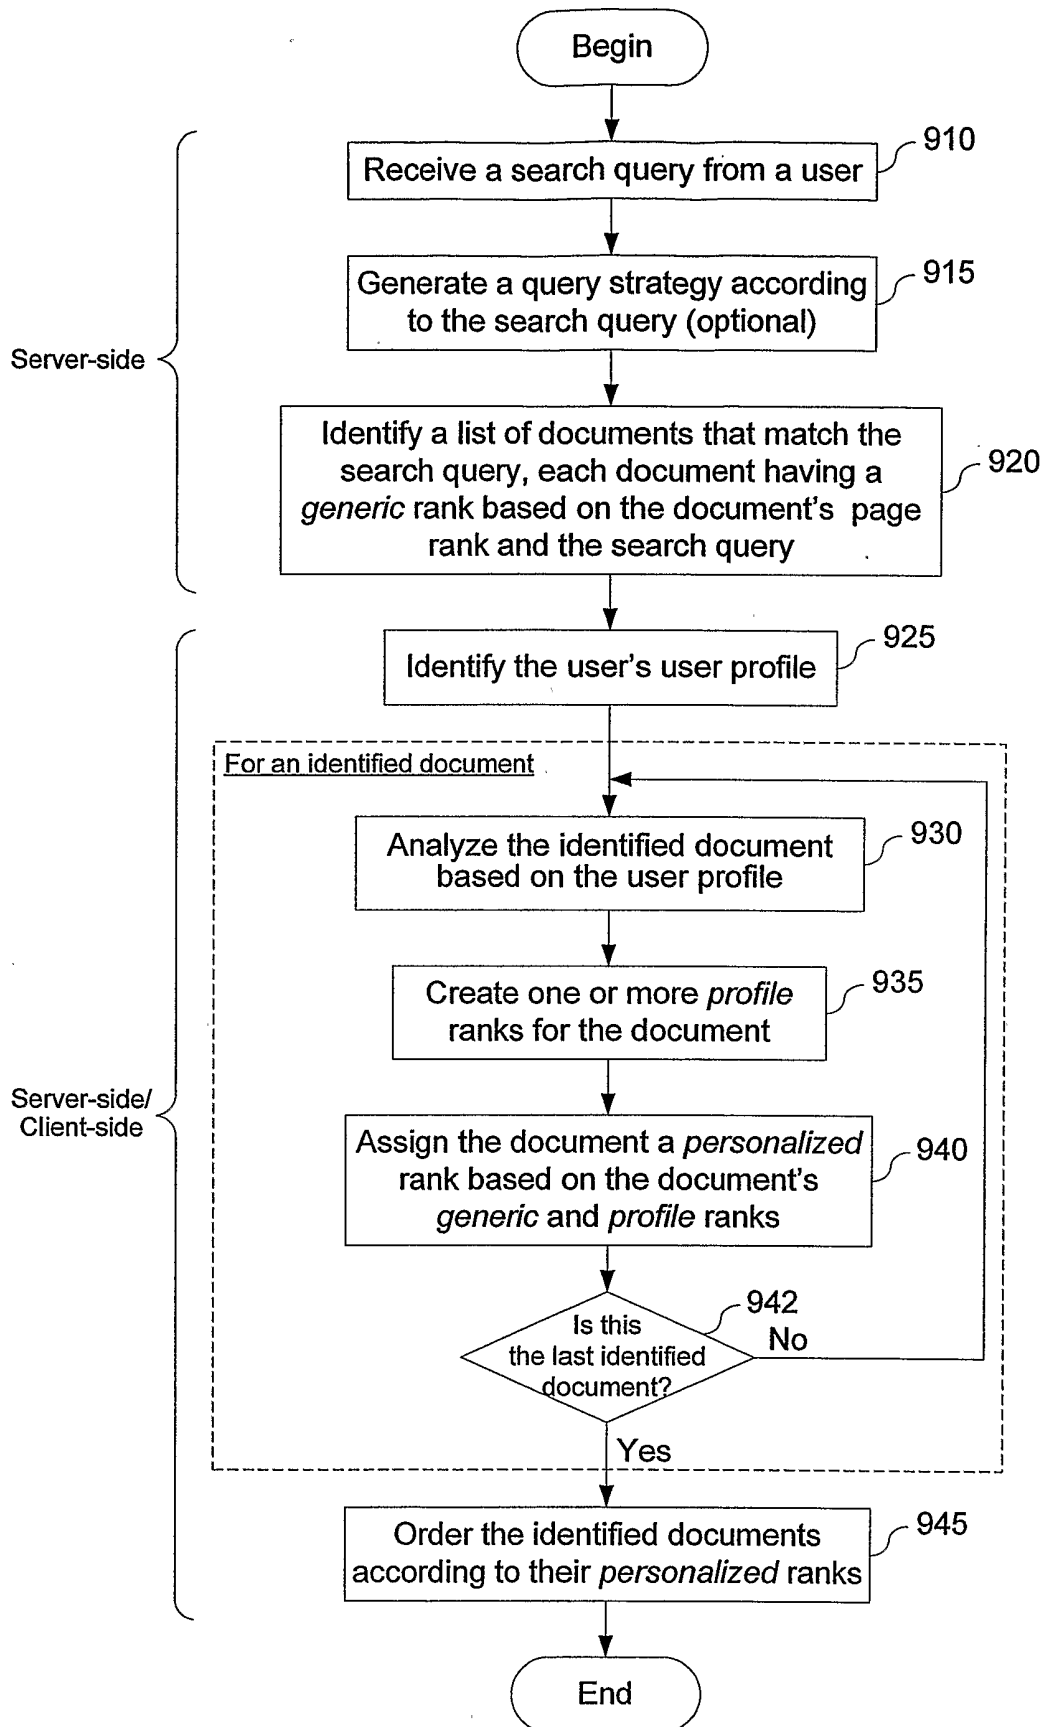 Begin
910
Receive a search query from a user
915
Generate a query strategy according
to the search query (optional)
Server-side
Identify a list of documents that match the
search query, each document having a
generic rank based on the document's page
rank and the search query
920
925
Identify the user's user profile
For an identified document
930
Analyze the identified document
based on the user profile
935
Create one or more profile
ranks for the document
Server-side/
Client-side
Assign the document a personalized
rank based on the document's
generic and profile ranks
940
942
Is this
the last identified
document?
No
Yes
945
Order the identified documents
according to their personalized ranks
End